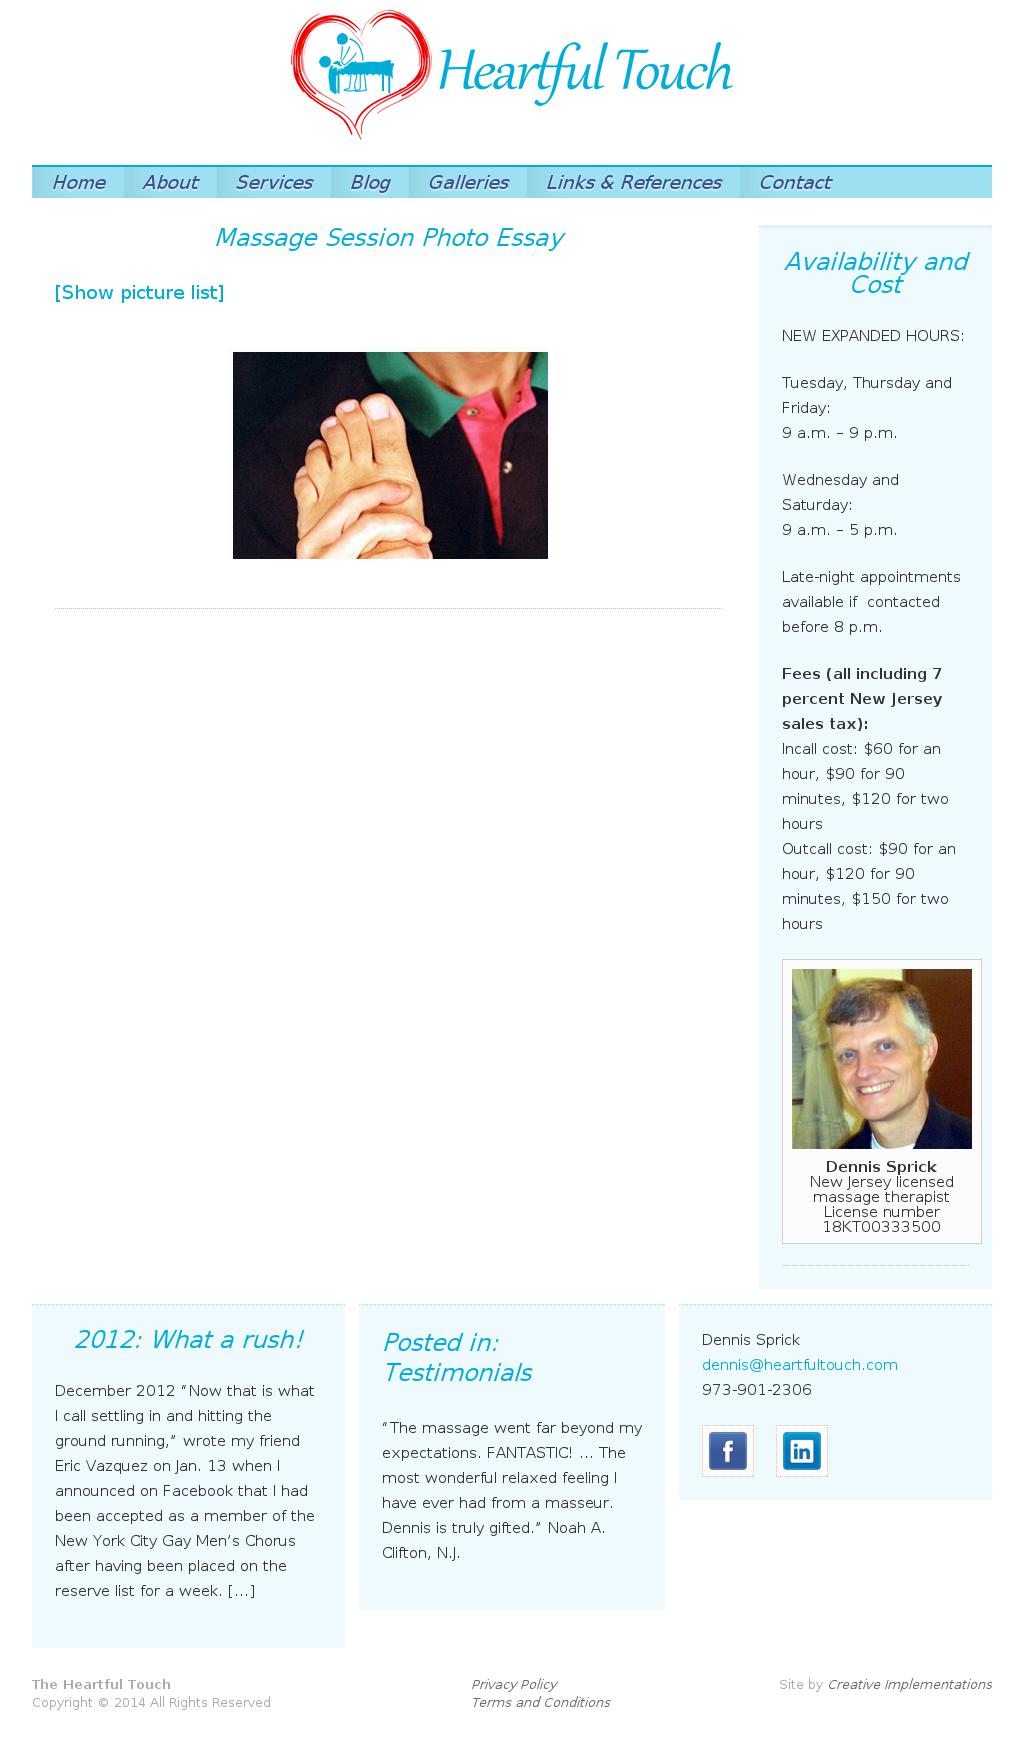 Heartful Touch
Home
About
Services
Blog
Galleries
Links & References
Contact
Massage Session Photo Essay
[Show picture list]
Availability and
Cost
NEW EXPANDED HOURS:
Tuesday, Thursday and
Friday:
9 a.m. – 9 p.m.
Wednesday and
Saturday:
9 a.m. – 5 p.m.
Late-night appointments
available if  contacted
before 8 p.m.
Fees (all including 7
percent New Jersey
sales tax):
Incall cost: $60 for an
hour, $90 for 90
minutes, $120 for two
hours
Outcall cost: $90 for an
hour, $120 for 90
minutes, $150 for two
hours
Dennis Sprick
New Jersey licensed
massage therapist
License number
18KT00333500
2012: What a rush!
December 2012 “Now that is what
I call settling in and hitting the
ground running,” wrote my friend
Eric Vazquez on Jan. 13 when I
announced on Facebook that I had
been accepted as a member of the
New York City Gay Men’s Chorus
after having been placed on the
reserve list for a week. […]
Posted in:
Testimonials
“The massage went far beyond my
expectations. FANTASTIC! … The
most wonderful relaxed feeling I
have ever had from a masseur.
Dennis is truly gifted.” Noah A.
Clifton, N.J.
Dennis Sprick
dennis@heartfultouch.com
973-901-2306
f
in
The Heartful Touch
Copyright © 2014 All Rights Reserved
Privacy Policy
Terms and Conditions
Site by Creative Implementations